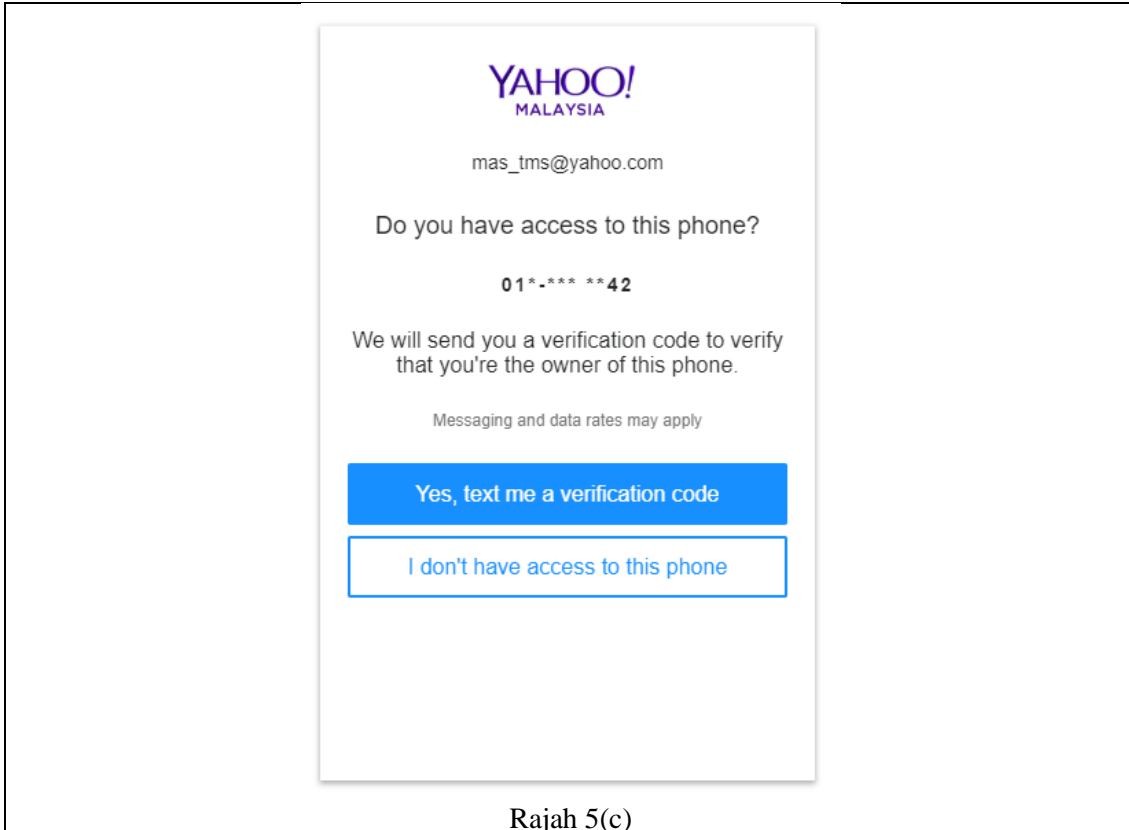 YAHOO!
MALAYSIA
mas_tms@yahoo.com
Do you have access to this phone?
01*-*** **42
We will send you a verification code to verify
that you're the owner of this phone.
Messaging and data rates may apply
Yes, text me a verification code
I don't have access to this phone
Rajah 5(c)